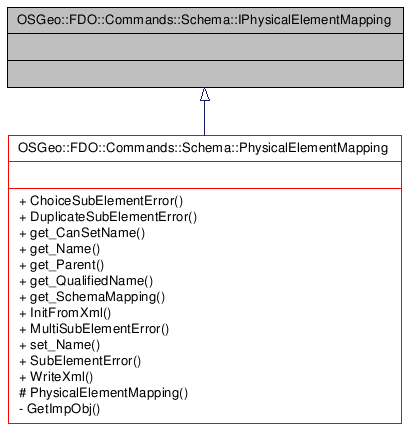 OSGeo::FDO::Commands::Schema::IPhysicalElementMapping
OSGeo::FDO::Commands::Schema::PhysicalElementMapping
+ ChoiceSubElementError()
+ DuplicateSubElementError()
+ get_CanSetName()
+ get_Name()
+ get_Parent()
+ get_QualifiedName()
+ get_SchemaMapping()
+ InitFromXml()
+ MultiSubElementError()
+ set_Name()
+ SubElementError()
+ WriteXml()
# PhysicalElementMapping()
- GetImpObj()